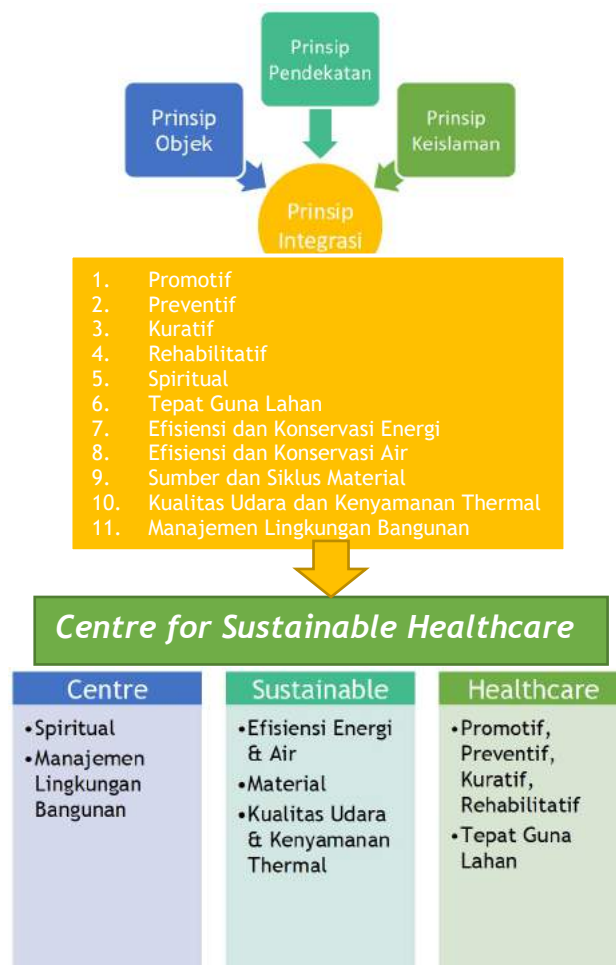 Prinsip
Pendekatan
Prinsip
Objek
Prinsip
Keislaman
Prinsip
Integrasi
1. Promotif
2. Preventif
3. Kuratif
4. Rehabilitatif
5. Spiritual
6. Tepat Guna Lahan
7. Efisiensi dan Konservasi Energi
8. Efisiensi dan Konservasi Air
9. Sumber dan Siklus Material
10. Kualitas Udara dan Kenyamanan Thermal
11. Manajemen Lingkungan Bangunan
Centre for Sustainable Healthcare
Centre
•Spiritual
•Manajemen
Lingkungan
Bangunan
Sustainable
•Efisiensi Energi
& Air
•Material
•Kualitas Udara
& Kenyamanan
Thermal
Healthcare
•Promotif,
Preventif,
Kuratif,
Rehabilitatif
•Tepat Guna
Lahan